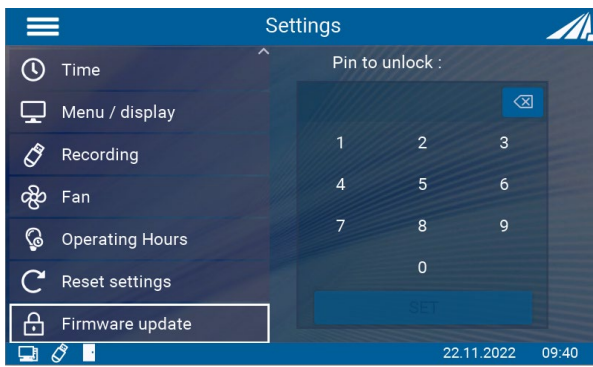 Settings
Time
Menu / display
Recording
Fan
Operating Hours
Reset settings
Firmware update
Pin to unlock :
1 2 3
4 5 6
7 8 9
0
SET
22.11.2022 09:40